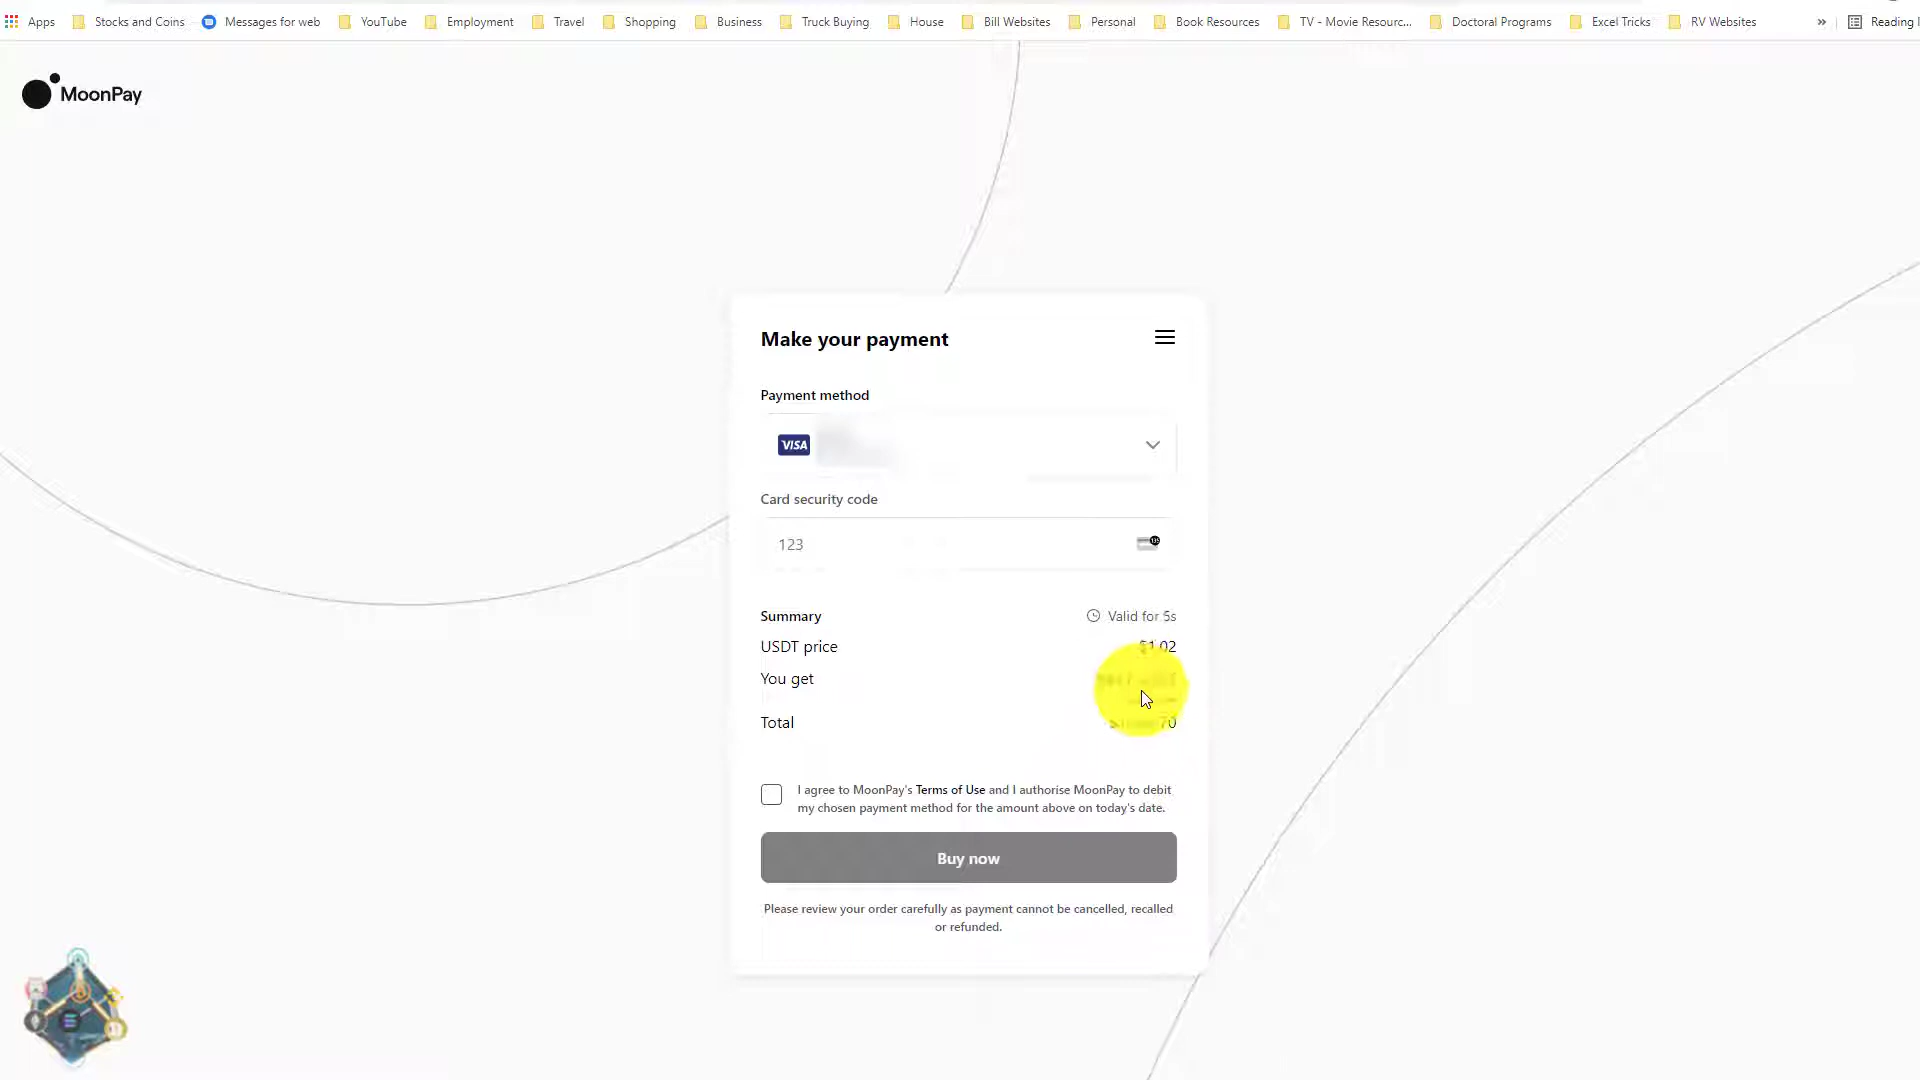 Apps Stocks and Coins Messages for web YouTube Employment Travel Shopping Business Truck Buying House Bill Websites Personal Book Resources TV - Movie Resourc... Doctoral Programs Excel Tricks RV Websites » Reading
MoonPay
Make your payment
Payment method
VISA
Card security code
123
Summary Valid for 5s
USDT price $1.02
You get
Total
I agree to MoonPay's Terms of Use and I authorise MoonPay to debit
my chosen payment method for the amount above on today's date.
Buy now
Please review your order carefully as payment cannot be cancelled, recalled
or refunded.